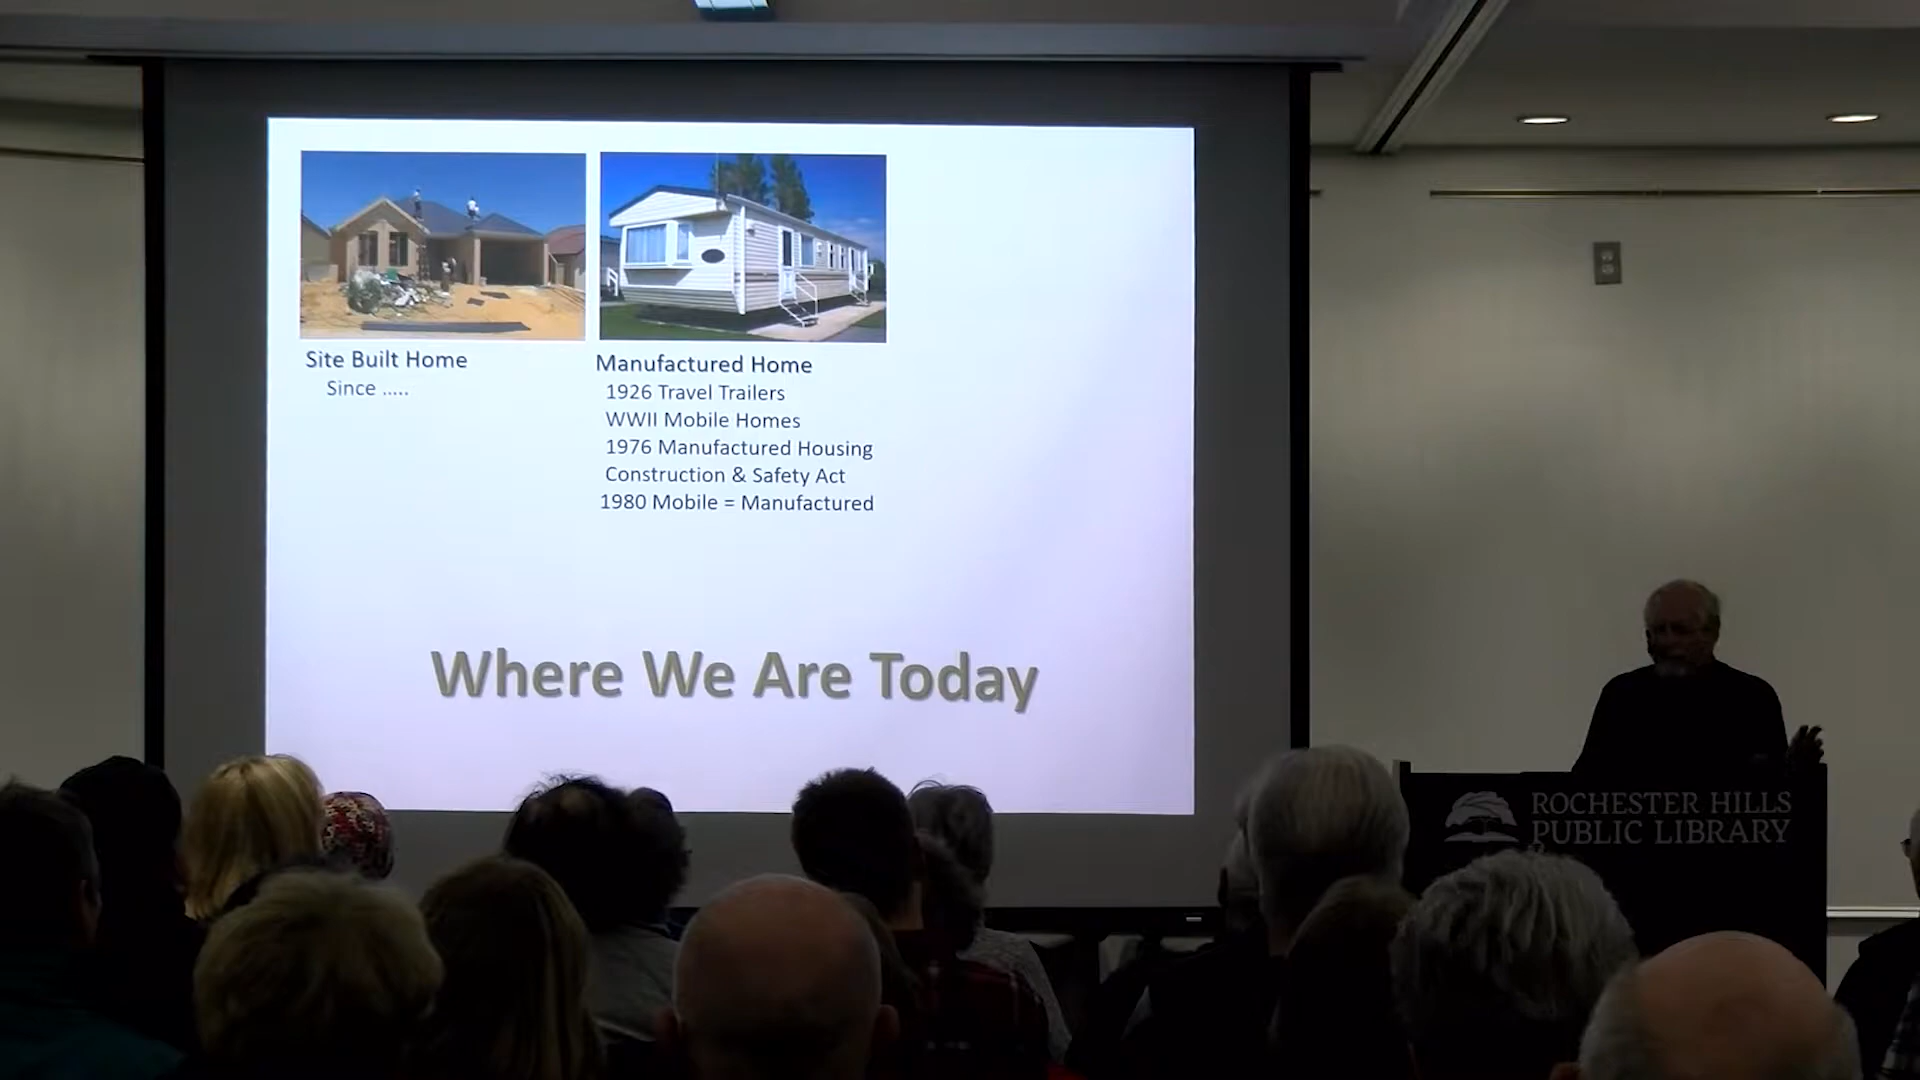 Site Built Home
Since .....
Manufactured Home
1926 Travel Trailers
WWII Mobile Homes
1976 Manufactured Housing
Construction & Safety Act
1980 Mobile = Manufactured
Where We Are Today
ROCHESTER HILLS
PUBLIC LIBRARY